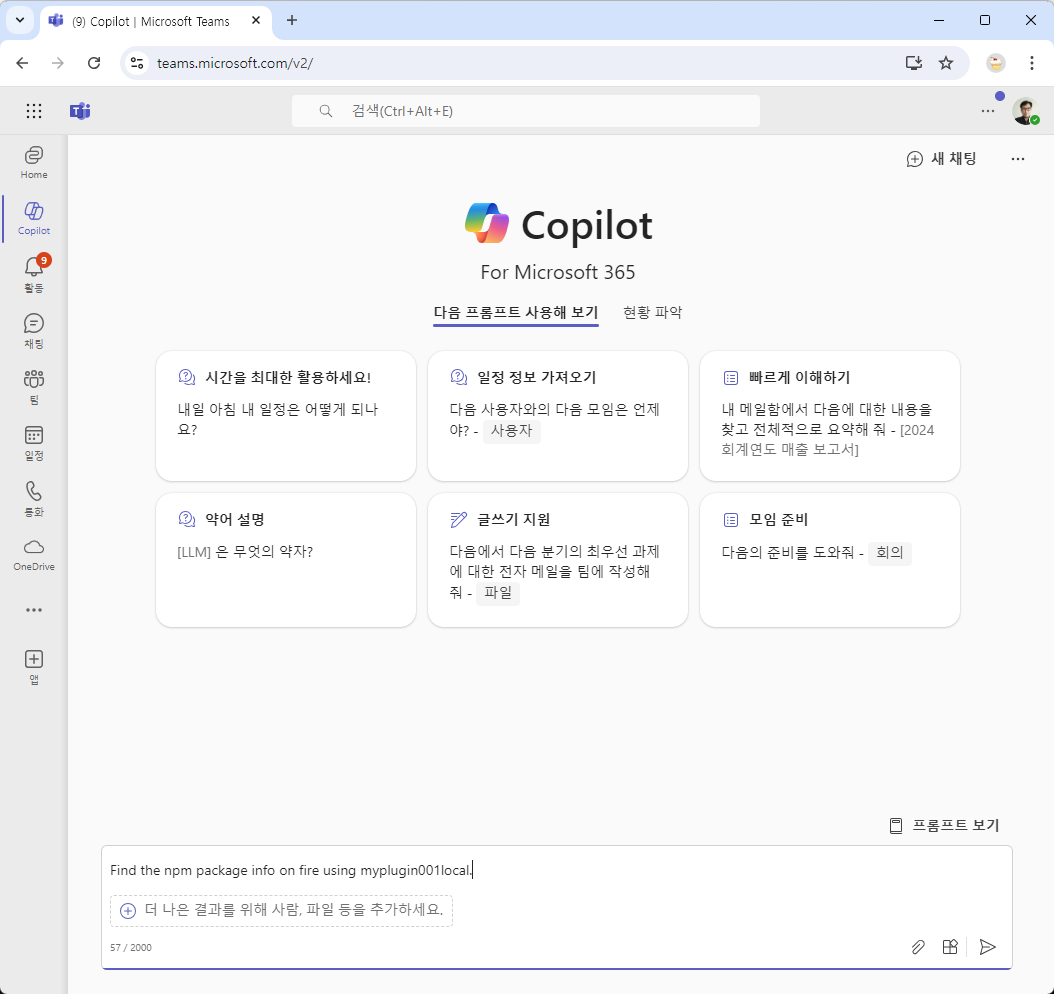 (9) Copilot | Microsoft Teams
teams.microsoft.com/v2/
검색(Ctrl+Alt+E)
Home
Copilot
9
활동
채팅
팀
일정
통화
OneDrive
앱
새 채팅
Copilot
For Microsoft 365
다음 프롬프트 사용해 보기 현황 파악
시간을 최대한 활용하세요!
내일 아침 내 일정은 어떻게 되나
요?
일정 정보 가져오기
다음 사용자와의 다음 모임은 언제
야? - 사용자
빠르게 이해하기
내 메일함에서 다음에 대한 내용을
찾고 전체적으로 요약해 줘 - [2024
회계연도 매출 보고서]
약어 설명
[LLM] 은 무엇의 약자?
글쓰기 지원
다음에서 다음 분기의 최우선 과제
에 대한 전자 메일을 팀에 작성해
줘 - 파일
모임 준비
다음의 준비를 도와줘 - 회의
프롬프트 보기
Find the npm package info on fire using myplugin001local.
더 나은 결과를 위해 사람, 파일 등을 추가하세요.
57 / 2000